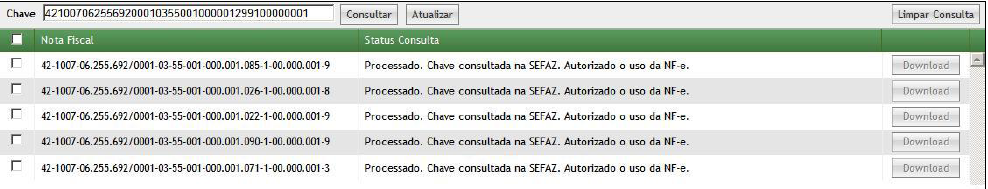 Chave 42100706255692000103550010000012991000000001 Consultar Atualizar Limpar Consulta
Nota Fiscal Status Consulta
42-1007-06.255.692/0001-03-55-001-000.001.085-1-00.000.001-9 Processado. Chave consultada na SEFAZ. Autorizado o uso da NF-e. Download
42-1007-06.255.692/0001-03-55-001-000.001.026-1-00.000.001-8 Processado. Chave consultada na SEFAZ. Autorizado o uso da NF-e. Download
42-1007-06.255.692/0001-03-55-001-000.001.022-1-00.000.001-9 Processado. Chave consultada na SEFAZ. Autorizado o uso da NF-e. Download
42-1007-06.255.692/0001-03-55-001-000.001.090-1-00.000.001-9 Processado. Chave consultada na SEFAZ. Autorizado o uso da NF-e. Download
42-1007-06.255.692/0001-03-55-001-000.001.071-1-00.000.001-3 Processado. Chave consultada na SEFAZ. Autorizado o uso da NF-e. Download